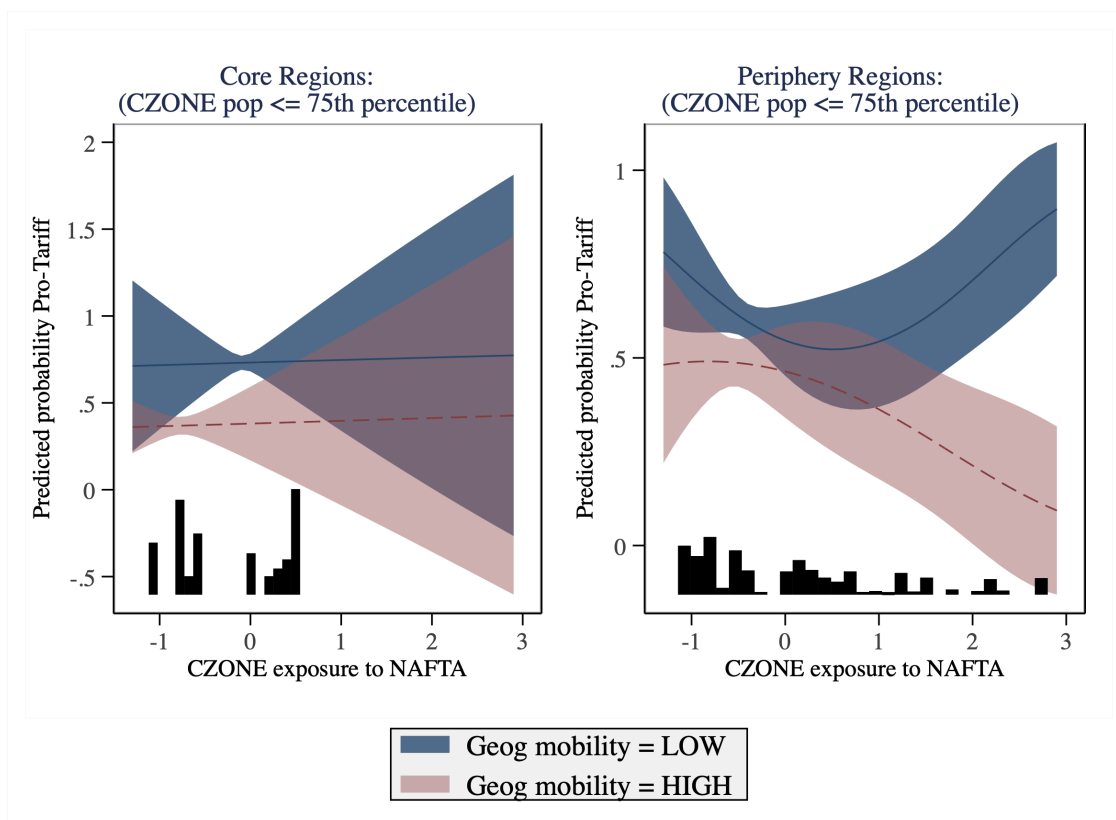 Core Regions:
(CZONE pop <= 75th percentile)
Predicted probability Pro-Tariff
2
1.5
1
.5
0
-.5
-1
0
1
2
3
CZONE exposure to NAFTA
Periphery Regions:
(CZONE pop <= 75th percentile)
Predicted probability Pro-Tariff
1
.5
0
-1
0
1
2
3
CZONE exposure to NAFTA
Geog mobility = LOW
Geog mobility = HIGH